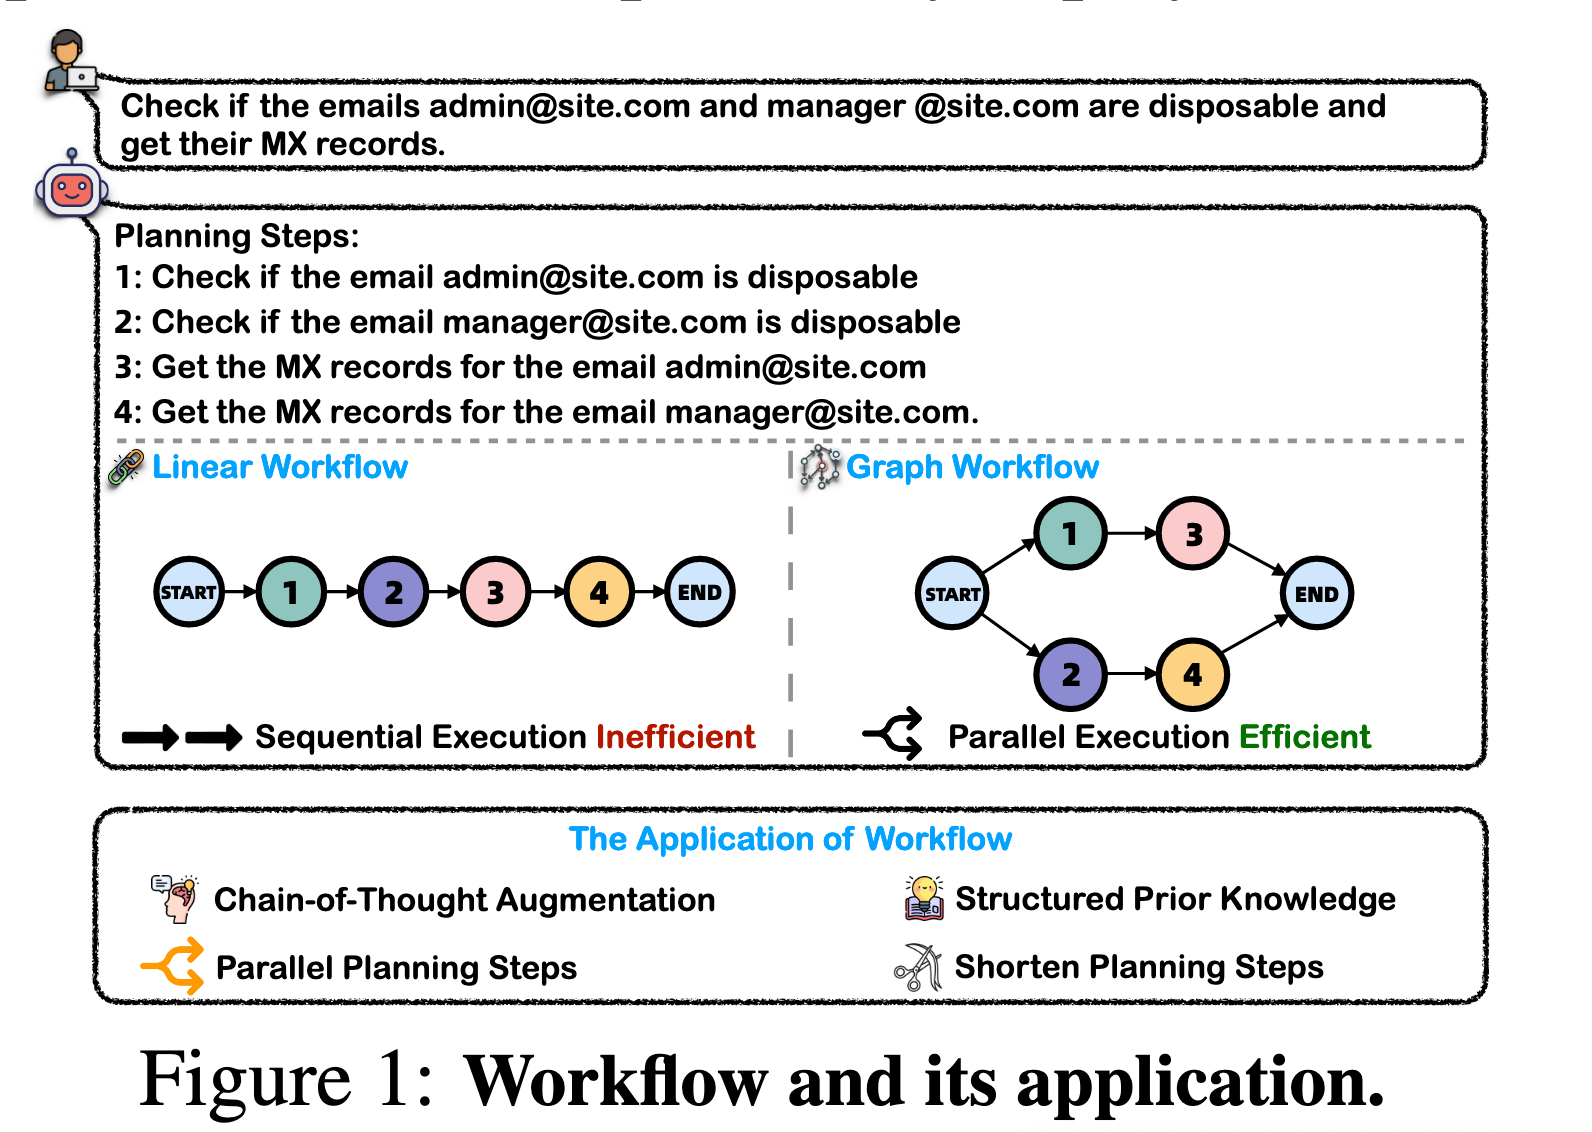 Check if the emails admin@site.com and manager @site.com are disposable and
get their MX records.
Planning Steps:
1: Check if the email admin@site.com is disposable
2: Check if the email manager@site.com is disposable
3: Get the MX records for the email admin@site.com
4: Get the MX records for the email manager@site.com.
Linear Workflow
START 1 2 3 4 END
Sequential Execution Inefficient
Graph Workflow
1 3
START END
2 4
Parallel Execution Efficient
The Application of Workflow
Chain-of-Thought Augmentation
Structured Prior Knowledge
Parallel Planning Steps
Shorten Planning Steps
Figure 1: Workflow and its application.